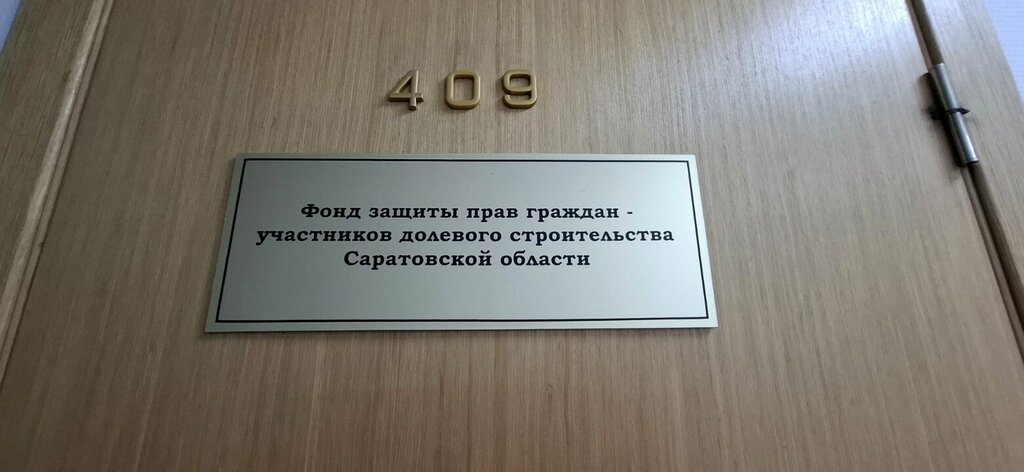 409
Фонд защиты прав граждан -
участников долевого строительства
Саратовской области